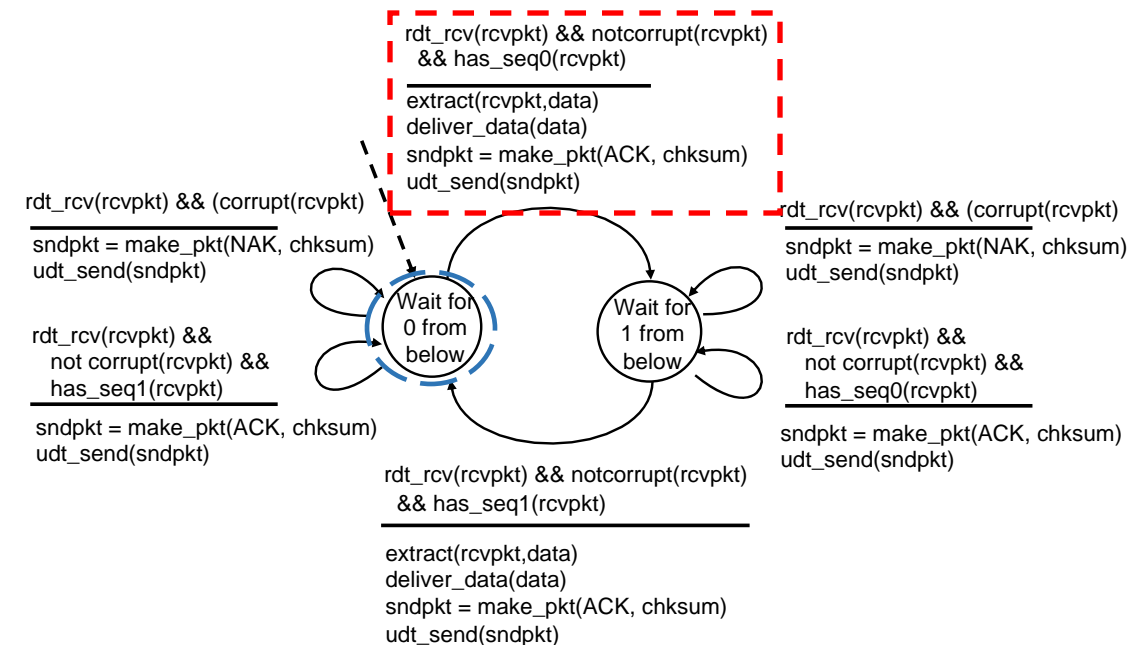 rdt_rcv(rcvpkt) && notcorrupt(rcvpkt)
&& has_seq0(rcvpkt)
extract(rcvpkt,data)
deliver_data(data)
sndpkt = make_pkt(ACK, chksum)
udt_send(sndpkt)
rdt_rcv(rcvpkt) && (corrupt(rcvpkt)
sndpkt = make_pkt(NAK, chksum)
udt_send(sndpkt)
rdt_rcv(rcvpkt) &&
not corrupt(rcvpkt) &&
has_seq1(rcvpkt)
sndpkt = make_pkt(ACK, chksum)
udt_send(sndpkt)
Wait for
0 from
below
Wait for
1 from
below
rdt_rcv(rcvpkt) && (corrupt(rcvpkt)
sndpkt = make_pkt(NAK, chksum)
udt_send(sndpkt)
rdt_rcv(rcvpkt) &&
not corrupt(rcvpkt) &&
has_seq0(rcvpkt)
sndpkt = make_pkt(ACK, chksum)
udt_send(sndpkt)
rdt_rcv(rcvpkt) && notcorrupt(rcvpkt)
&& has_seq1(rcvpkt)
extract(rcvpkt,data)
deliver_data(data)
sndpkt = make_pkt(ACK, chksum)
udt_send(sndpkt)